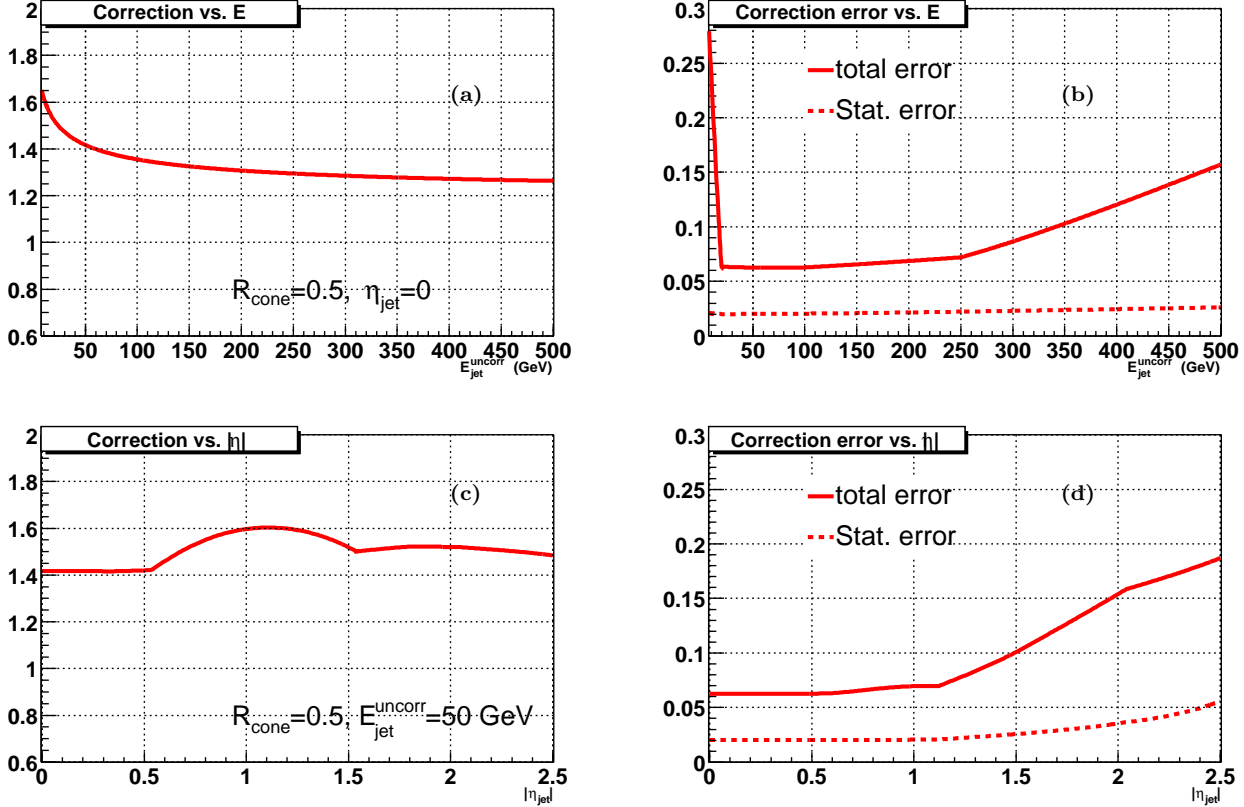 Correction vs. E
2
1.8
1.6
1.4
1.2
1
0.8
0.6
(a)
R_cone=0.5, η_jet=0
50 100 150 200 250 300 350 400 450 500
E_jet^uncorr (GeV)
Correction error vs. E
0.3
0.25
0.2
0.15
0.1
0.05
0
total error
Stat. error
(b)
50 100 150 200 250 300 350 400 450 500
E_jet^uncorr (GeV)
Correction vs. |η|
2
1.8
1.6
1.4
1.2
1
0.8
0.6
(c)
R_cone=0.5, E_jet^uncorr=50 GeV
0 0.5 1 1.5 2 2.5
|η_jet|
Correction error vs. |η|
0.3
0.25
0.2
0.15
0.1
0.05
0
total error
Stat. error
(d)
0 0.5 1 1.5 2 2.5
|η_jet|